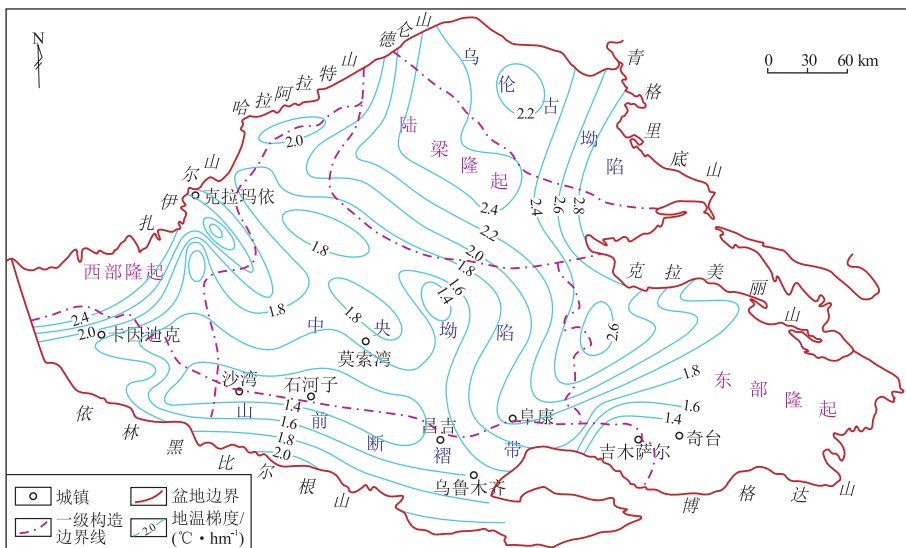 N
0 30 60 km
德仑山
哈拉阿拉特山
扎伊尔山
青格里底山
克拉美丽山
依林黑比尔根山
博格达山
乌伦古坳陷
陆梁隆起
西部隆起
中央坳陷
东部隆起
山前断褶带
克拉玛依
卡因迪克
莫索湾
沙湾
石河子
昌吉
阜康
乌鲁木齐
吉木萨尔
奇台
2.0
2.2
2.4
2.4
2.6
2.8
2.2
2.0
1.8
1.6
1.4
1.8
1.8
1.8
2.4
2.0
2.6
1.8
1.6
1.4
1.4
1.6
1.8
2.0
城镇
盆地边界
一级构造
边界线
2.0
地温梯度/
(℃·hm⁻¹)